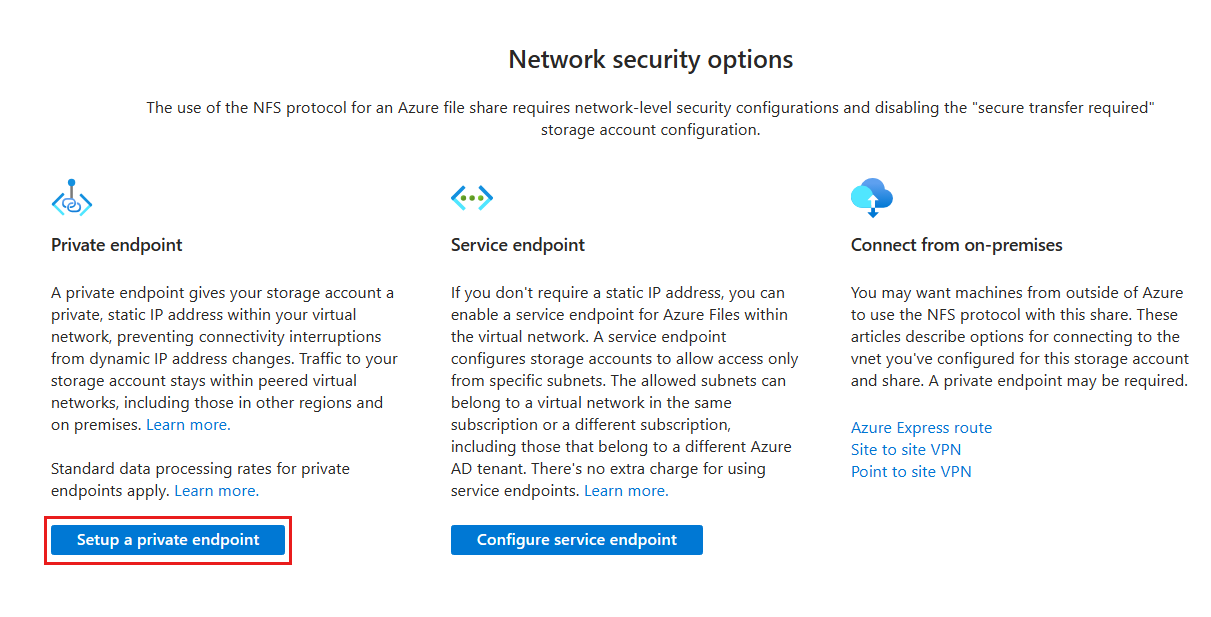 Network security options
The use of the NFS protocol for an Azure file share requires network-level security configurations and disabling the "secure transfer required"
storage account configuration.
Private endpoint
A private endpoint gives your storage account a
private, static IP address within your virtual
network, preventing connectivity interruptions
from dynamic IP address changes. Traffic to your
storage account stays within peered virtual
networks, including those in other regions and
on premises. Learn more.
Standard data processing rates for private
endpoints apply. Learn more.
Setup a private endpoint
Service endpoint
If you don't require a static IP address, you can
enable a service endpoint for Azure Files within
the virtual network. A service endpoint
configures storage accounts to allow access only
from specific subnets. The allowed subnets can
belong to a virtual network in the same
subscription or a different subscription,
including those that belong to a different Azure
AD tenant. There's no extra charge for using
service endpoints. Learn more.
Configure service endpoint
Connect from on-premises
You may want machines from outside of Azure
to use the NFS protocol with this share. These
articles describe options for connecting to the
vnet you've configured for this storage account
and share. A private endpoint may be required.
Azure Express route
Site to site VPN
Point to site VPN